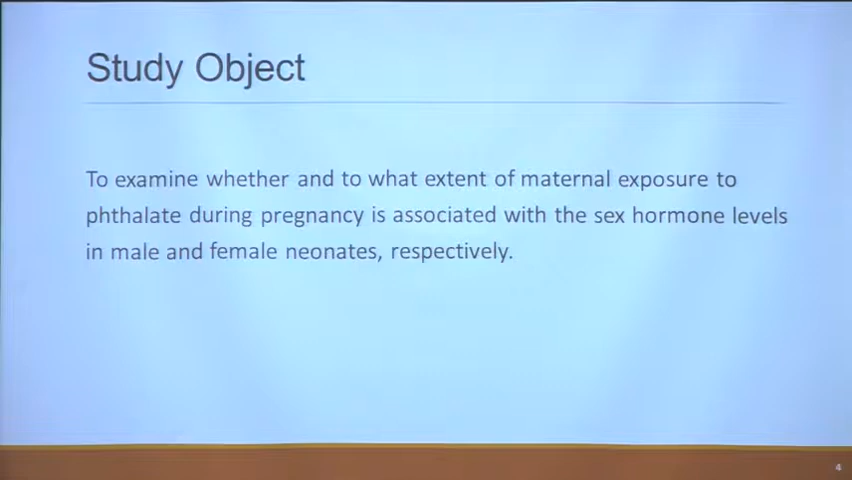 Study Object
To examine whether and to what extent of maternal exposure to
phthalate during pregnancy is associated with the sex hormone levels
in male and female neonates, respectively.
4